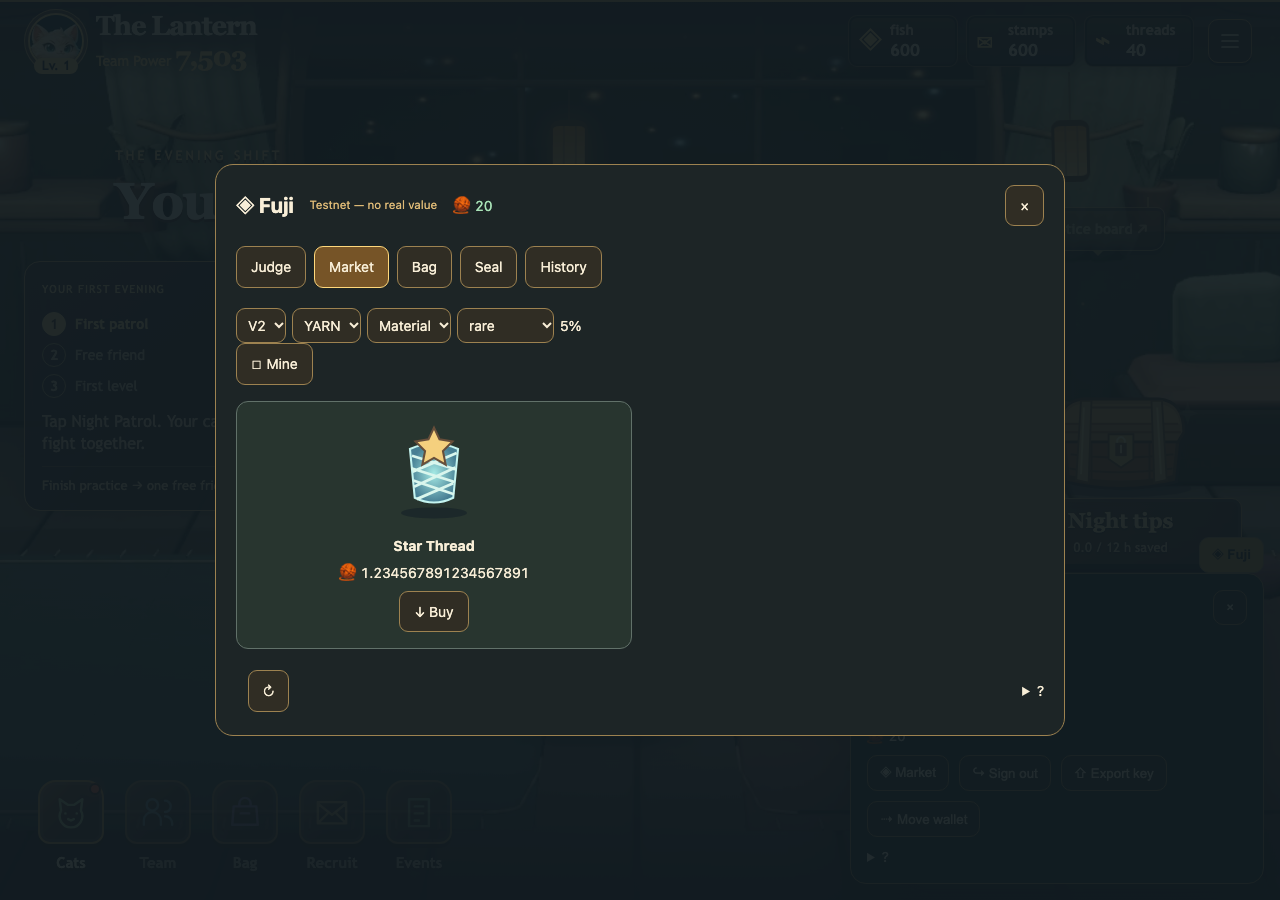 The Lantern
Lv. 1
Team Power 7,503
fish
600
stamps
600
threads
40
THE EVENING SHIFT
You
Fuji
Testnet — no real value
20
×
Judge
Market
Bag
Seal
History
V2
YARN
Material
rare
5%
Mine
Star Thread
1.234567891234567891
↓ Buy
↻
▶ ?
tice board ↗
YOUR FIRST EVENING
1 First patrol
2 Free friend
3 First level
Tap Night Patrol. Your ca
fight together.
Finish practice → one free frie
Night tips
0.0 / 12 h saved
◈ Fuji
×
20
◈ Market
↪ Sign out
⇧ Export key
→ Move wallet
▶ ?
Cats
Team
Bag
Recruit
Events